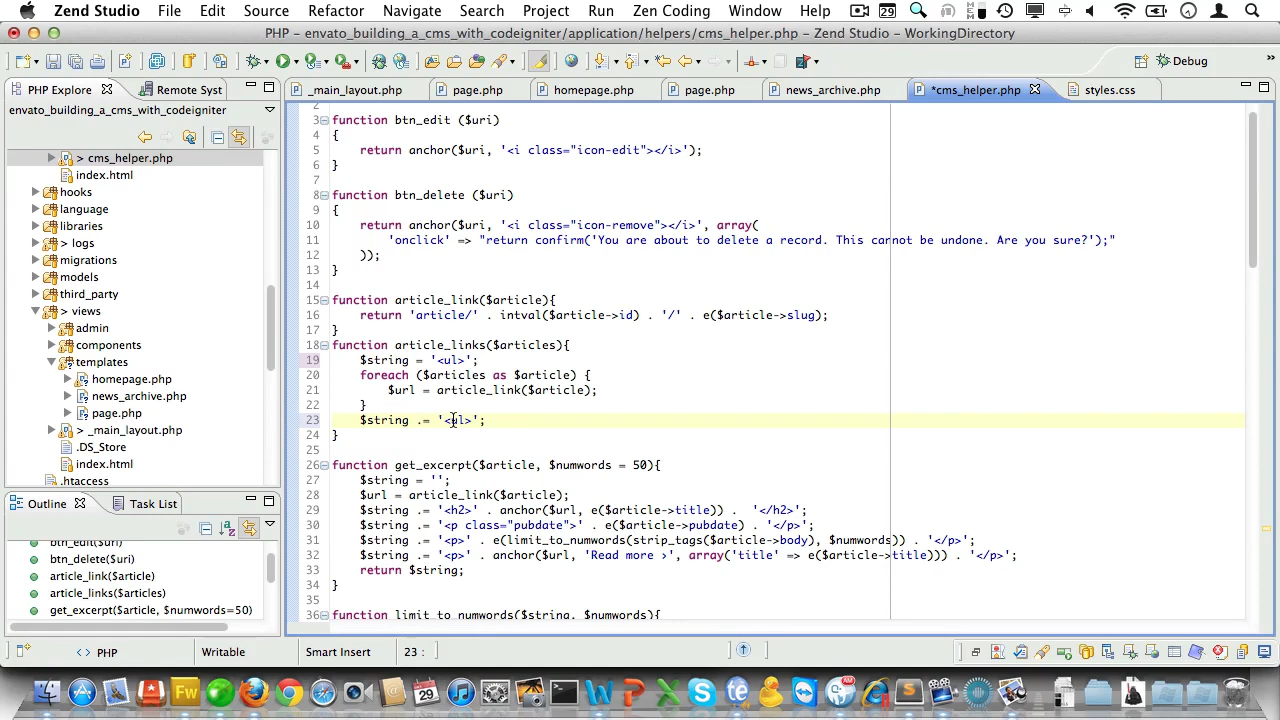 Zend Studio File Edit Source Refactor Navigate Search Project Run Zen Coding Window Help 29
PHP - envato_building_a_cms_with_codeigniter/application/helpers/cms_helper.php - Zend Studio - WorkingDirectory
Debug
PHP Explore Remote Syst
_main_layout.php page.php homepage.php page.php news_archive.php *cms_helper.php styles.css
envato_building_a_cms_with_codeigniter
> cms_helper.php
index.html
hooks
language
libraries
> logs
migrations
models
third_party
> views
admin
components
templates
homepage.php
news_archive.php
page.php
> _main_layout.php
.DS_Store
index.html
.htaccess
Outline Task List
btn_edit($uri)
btn_delete($uri)
article_link($article)
article_links($articles)
get_excerpt($article, $numwords=50)
2
3 function btn_edit ($uri)
4 {
5 return anchor($uri, '<i class="icon-edit"></i>');
6 }
7
8 function btn_delete ($uri)
9 {
10 return anchor($uri, '<i class="icon-remove"></i>', array(
11 'onclick' => "return confirm('You are about to delete a record. This cannot be undone. Are you sure?');"
12 ));
13 }
14
15 function article_link($article){
16 return 'article/' . intval($article->id) . '/' . e($article->slug);
17 }
18 function article_links($articles){
19 $string = '<ul>';
20 foreach ($articles as $article) {
21 $url = article_link($article);
22 }
23 $string .= '<ul>';
24 }
25
26 function get_excerpt($article, $numwords = 50){
27 $string = '';
28 $url = article_link($article);
29 $string .= '<h2>' . anchor($url, e($article->title)) . '</h2>';
30 $string .= '<p class="pubdate">' . e($article->pubdate) . '</p>';
31 $string .= '<p>' . e(limit_to_numwords(strip_tags($article->body), $numwords)) . '</p>';
32 $string .= '<p>' . anchor($url, 'Read more ›', array('title' => e($article->title))) . '</p>';
33 return $string;
34 }
35
36 function limit_to_numwords($string, $numwords){
<> PHP Writable Smart Insert 23 :